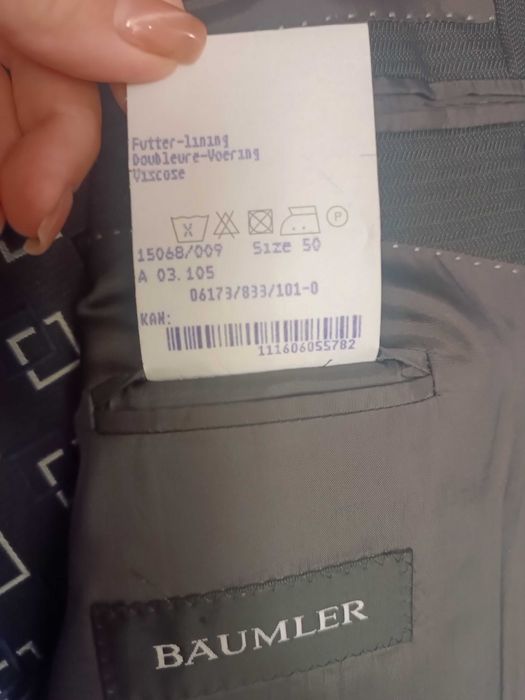 Futter-lining
Doubleure-Voering
Viscose
P
15068/009 Size 50
A 03.105
06173/833/101-0
KAN:
111606055782
BÄUMLER